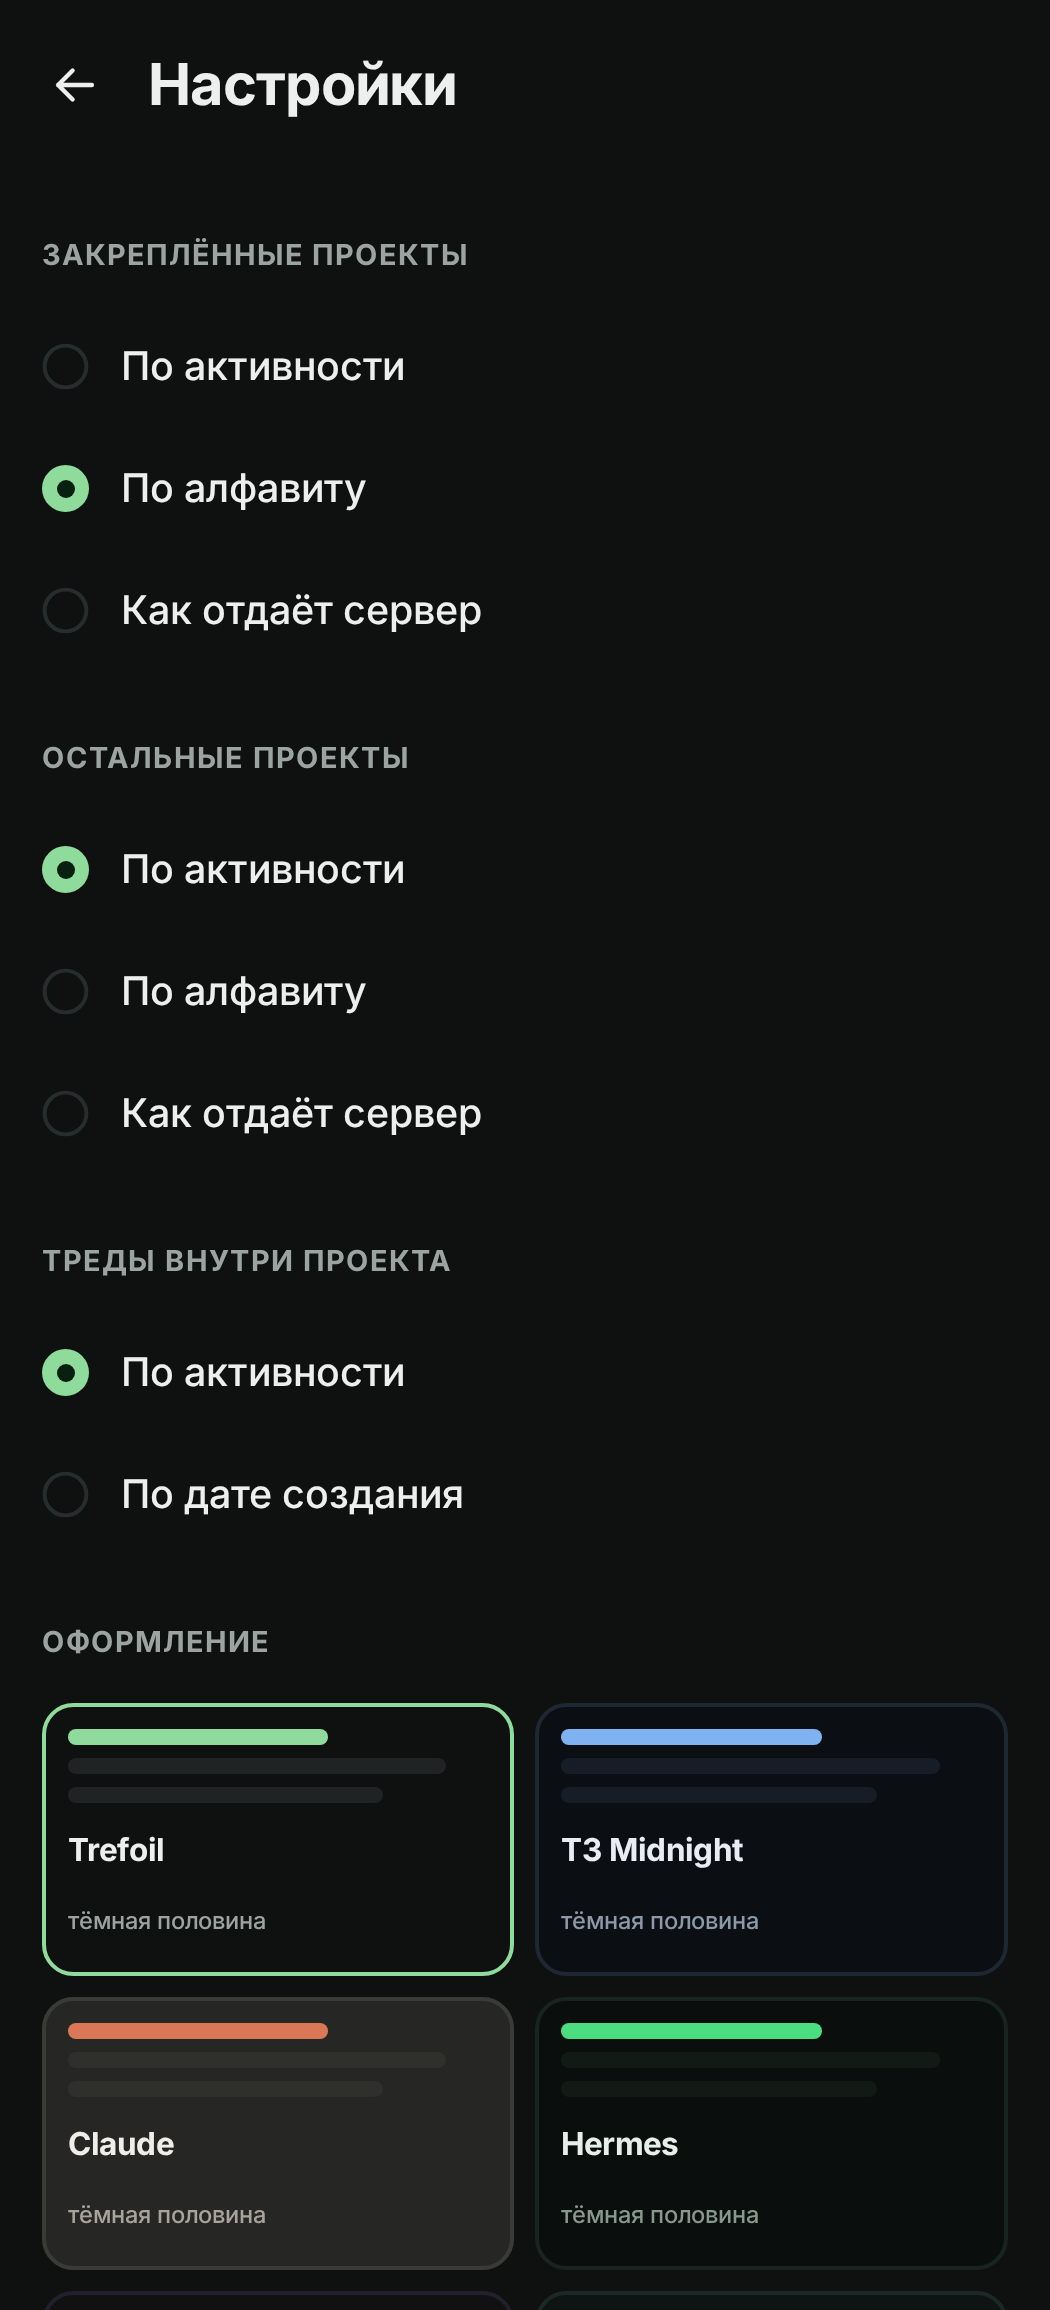 Настройки
ЗАКРЕПЛЁННЫЕ ПРОЕКТЫ
По активности
По алфавиту
Как отдаёт сервер
ОСТАЛЬНЫЕ ПРОЕКТЫ
По активности
По алфавиту
Как отдаёт сервер
ТРЕДЫ ВНУТРИ ПРОЕКТА
По активности
По дате создания
ОФОРМЛЕНИЕ
Trefoil
тёмная половина
T3 Midnight
тёмная половина
Claude
тёмная половина
Hermes
тёмная половина